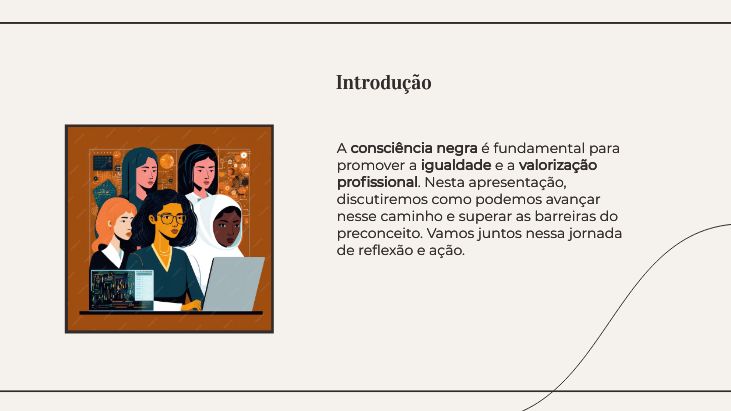 Introdução
A consciência negra é fundamental para
promover a igualdade e a valorização
profissional. Nesta apresentação,
discutiremos como podemos avançar
nesse caminho e superar as barreiras do
preconceito. Vamos juntos nessa jornada
de reflexão e ação.